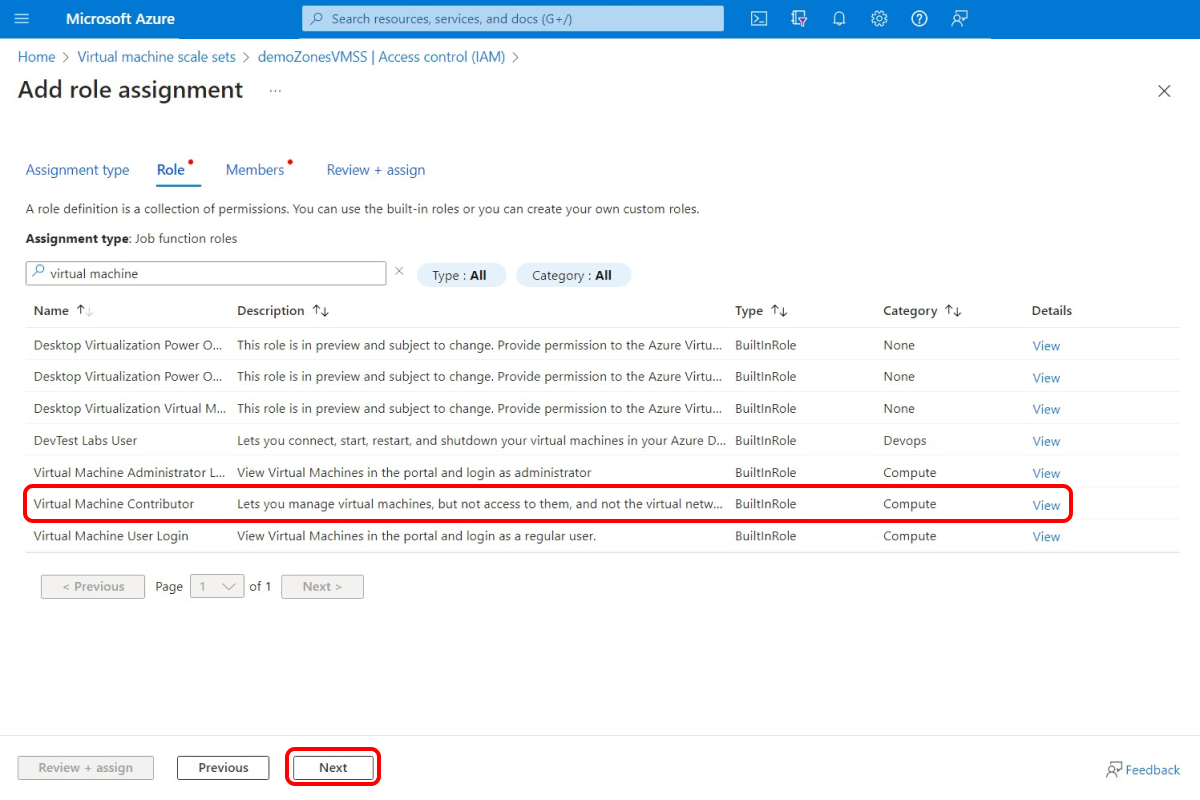 Microsoft Azure
Search resources, services, and docs (G+/)
Home > Virtual machine scale sets > demoZonesVMSS | Access control (IAM) >
Add role assignment ...
Assignment type Role Members Review + assign
A role definition is a collection of permissions. You can use the built-in roles or you can create your own custom roles.
Assignment type: Job function roles
virtual machine Type : All Category : All
Name Description Type Category Details
Desktop Virtualization Power O... This role is in preview and subject to change. Provide permission to the Azure Virtu... BuiltInRole None View
Desktop Virtualization Power O... This role is in preview and subject to change. Provide permission to the Azure Virtu... BuiltInRole None View
Desktop Virtualization Virtual M... This role is in preview and subject to change. Provide permission to the Azure Virtu... BuiltInRole None View
DevTest Labs User Lets you connect, start, restart, and shutdown your virtual machines in your Azure D... BuiltInRole Devops View
Virtual Machine Administrator L... View Virtual Machines in the portal and login as administrator BuiltInRole Compute View
Virtual Machine Contributor Lets you manage virtual machines, but not access to them, and not the virtual netw... BuiltInRole Compute View
Virtual Machine User Login View Virtual Machines in the portal and login as a regular user. BuiltInRole Compute View
< Previous Page 1 of 1 Next >
Review + assign Previous Next Feedback